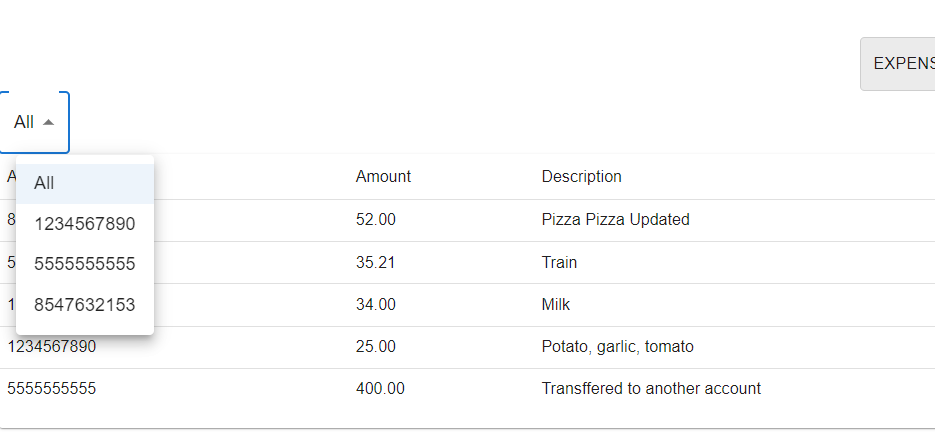 EXPENS
All
All
1234567890
5555555555
8547632153
A Amount Description
8 52.00 Pizza Pizza Updated
5 35.21 Train
1 34.00 Milk
1234567890 25.00 Potato, garlic, tomato
5555555555 400.00 Transffered to another account